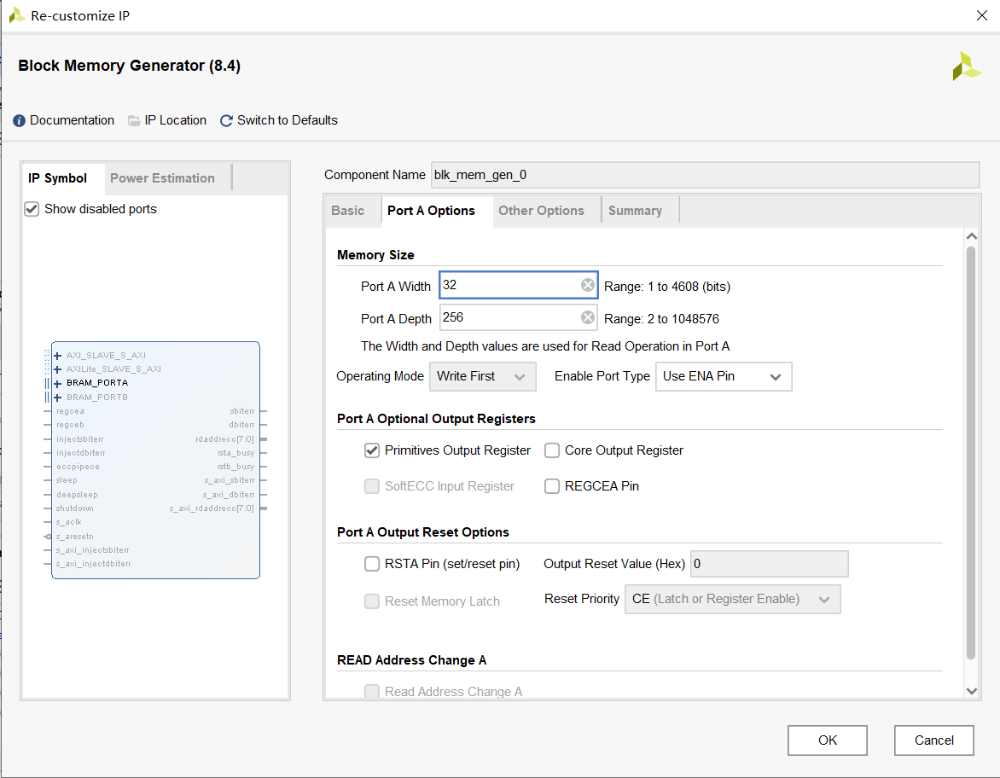 Re-customize IP
Block Memory Generator (8.4)
Documentation IP Location Switch to Defaults
IP Symbol Power Estimation
Show disabled ports
AXI_SLAVE_S_AXI
AXILite_SLAVE_S_AXI
BRAM_PORTA
BRAM_PORTB
regcea sbiterr
regceb dbiterr
injectsbiterr rdaddrecc[7:0]
injectdbiterr rsta_busy
eccpipece rstb_busy
sleep s_axi_sbiterr
deepsleep s_axi_dbiterr
shutdown s_axi_rdaddrecc[7:0]
s_aclk
s_aresetn
s_axi_injectsbiterr
s_axi_injectdbiterr
Component Name blk_mem_gen_0
Basic Port A Options Other Options Summary
Memory Size
Port A Width 32 Range: 1 to 4608 (bits)
Port A Depth 256 Range: 2 to 1048576
The Width and Depth values are used for Read Operation in Port A
Operating Mode Write First Enable Port Type Use ENA Pin
Port A Optional Output Registers
Primitives Output Register Core Output Register
SoftECC Input Register REGCEA Pin
Port A Output Reset Options
RSTA Pin (set/reset pin) Output Reset Value (Hex) 0
Reset Memory Latch Reset Priority CE (Latch or Register Enable)
READ Address Change A
Read Address Change A
OK Cancel